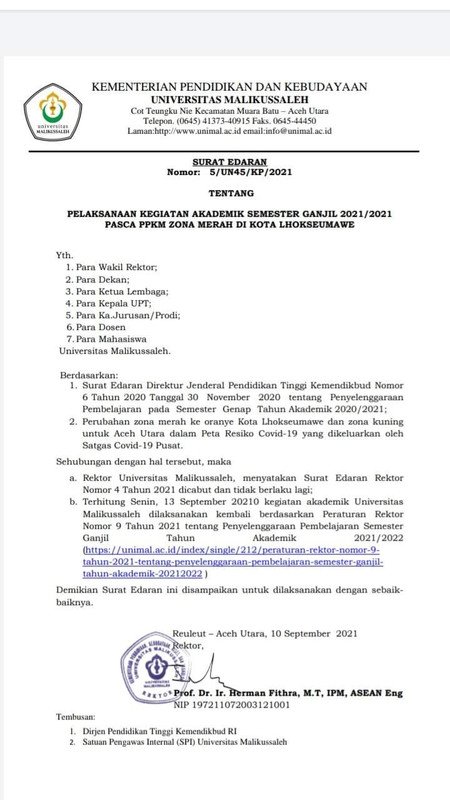 universitas
MALIKUSSALEH
KEMENTERIAN PENDIDIKAN DAN KEBUDAYAAN
UNIVERSITAS MALIKUSSALEH
Cot Teungku Nie Kecamatan Muara Batu – Aceh Utara
Telepon. (0645) 41373-40915 Faks. 0645-44450
Laman:http://www.unimal.ac.id email:info@unimal.ac.id
SURAT EDARAN
Nomor: 5/UN45/KP/2021
TENTANG
PELAKSANAAN KEGIATAN AKADEMIK SEMESTER GANJIL 2021/2021
PASCA PPKM ZONA MERAH DI KOTA LHOKSEUMAWE
Yth.
1. Para Wakil Rektor;
2. Para Dekan;
3. Para Ketua Lembaga;
4. Para Kepala UPT;
5. Para Ka.Jurusan/Prodi;
6. Para Dosen
7. Para Mahasiswa
Universitas Malikussaleh.
Berdasarkan:
1. Surat Edaran Direktur Jenderal Pendidikan Tinggi Kemendikbud Nomor
6 Tahun 2020 Tanggal 30 November 2020 tentang Penyelenggaraan
Pembelajaran pada Semester Genap Tahun Akademik 2020/2021;
2. Perubahan zona merah ke oranye Kota Lhokseumawe dan zona kuning
untuk Aceh Utara dalam Peta Resiko Covid-19 yang dikeluarkan oleh
Satgas Covid-19 Pusat.
Sehubungan dengan hal tersebut, maka
a. Rektor Universitas Malikussaleh, menyatakan Surat Edaran Rektor
Nomor 4 Tahun 2021 dicabut dan tidak berlaku lagi;
b. Terhitung Senin, 13 September 20210 kegiatan akademik Universitas
Malikussaleh dilaksanakan kembali berdasarkan Peraturan Rektor
Nomor 9 Tahun 2021 tentang Penyelenggaraan Pembelajaran Semester
Ganjil Tahun Akademik 2021/2022
(https://unimal.ac.id/index/single/212/peraturan-rektor-nomor-9-
tahun-2021-tentang-penyelenggaraan-pembelajaran-semester-ganjil-
tahun-akademik-20212022 )
Demikian Surat Edaran ini disampaikan untuk dilaksanakan dengan sebaik-
baiknya.
Reuleut – Aceh Utara, 10 September 2021
Rektor,
Prof. Dr. Ir. Herman Fithra, M.T, IPM, ASEAN Eng
NIP 197211072003121001
Tembusan:
1. Dirjen Pendidikan Tinggi Kemendikbud RI
2. Satuan Pengawas Internal (SPI) Universitas Malikussaleh